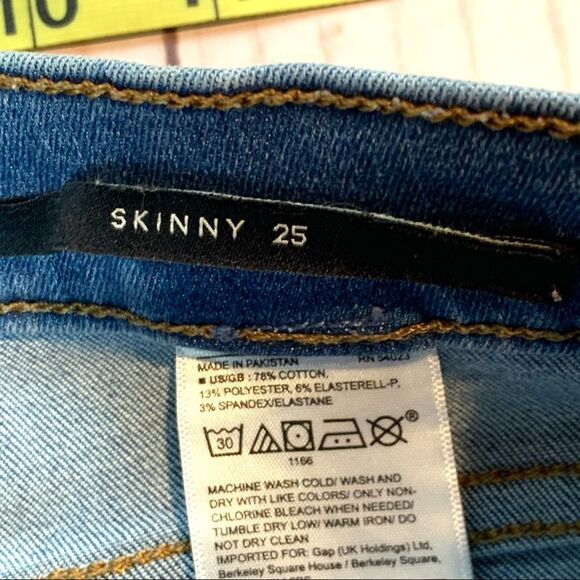 SKINNY 25
MADE IN PAKISTAN RN 54023
■ US/GB : 78% COTTON,
13% POLYESTER, 6% ELASTERELL-P,
3% SPANDEX/ELASTANE
30 ®
1166
MACHINE WASH COLD/ WASH AND
DRY WITH LIKE COLORS/ ONLY NON-
CHLORINE BLEACH WHEN NEEDED/
TUMBLE DRY LOW/ WARM IRON/ DO
NOT DRY CLEAN
IMPORTED FOR: Gap (UK Holdings) Ltd,
Berkeley Square House / Berkeley Square,